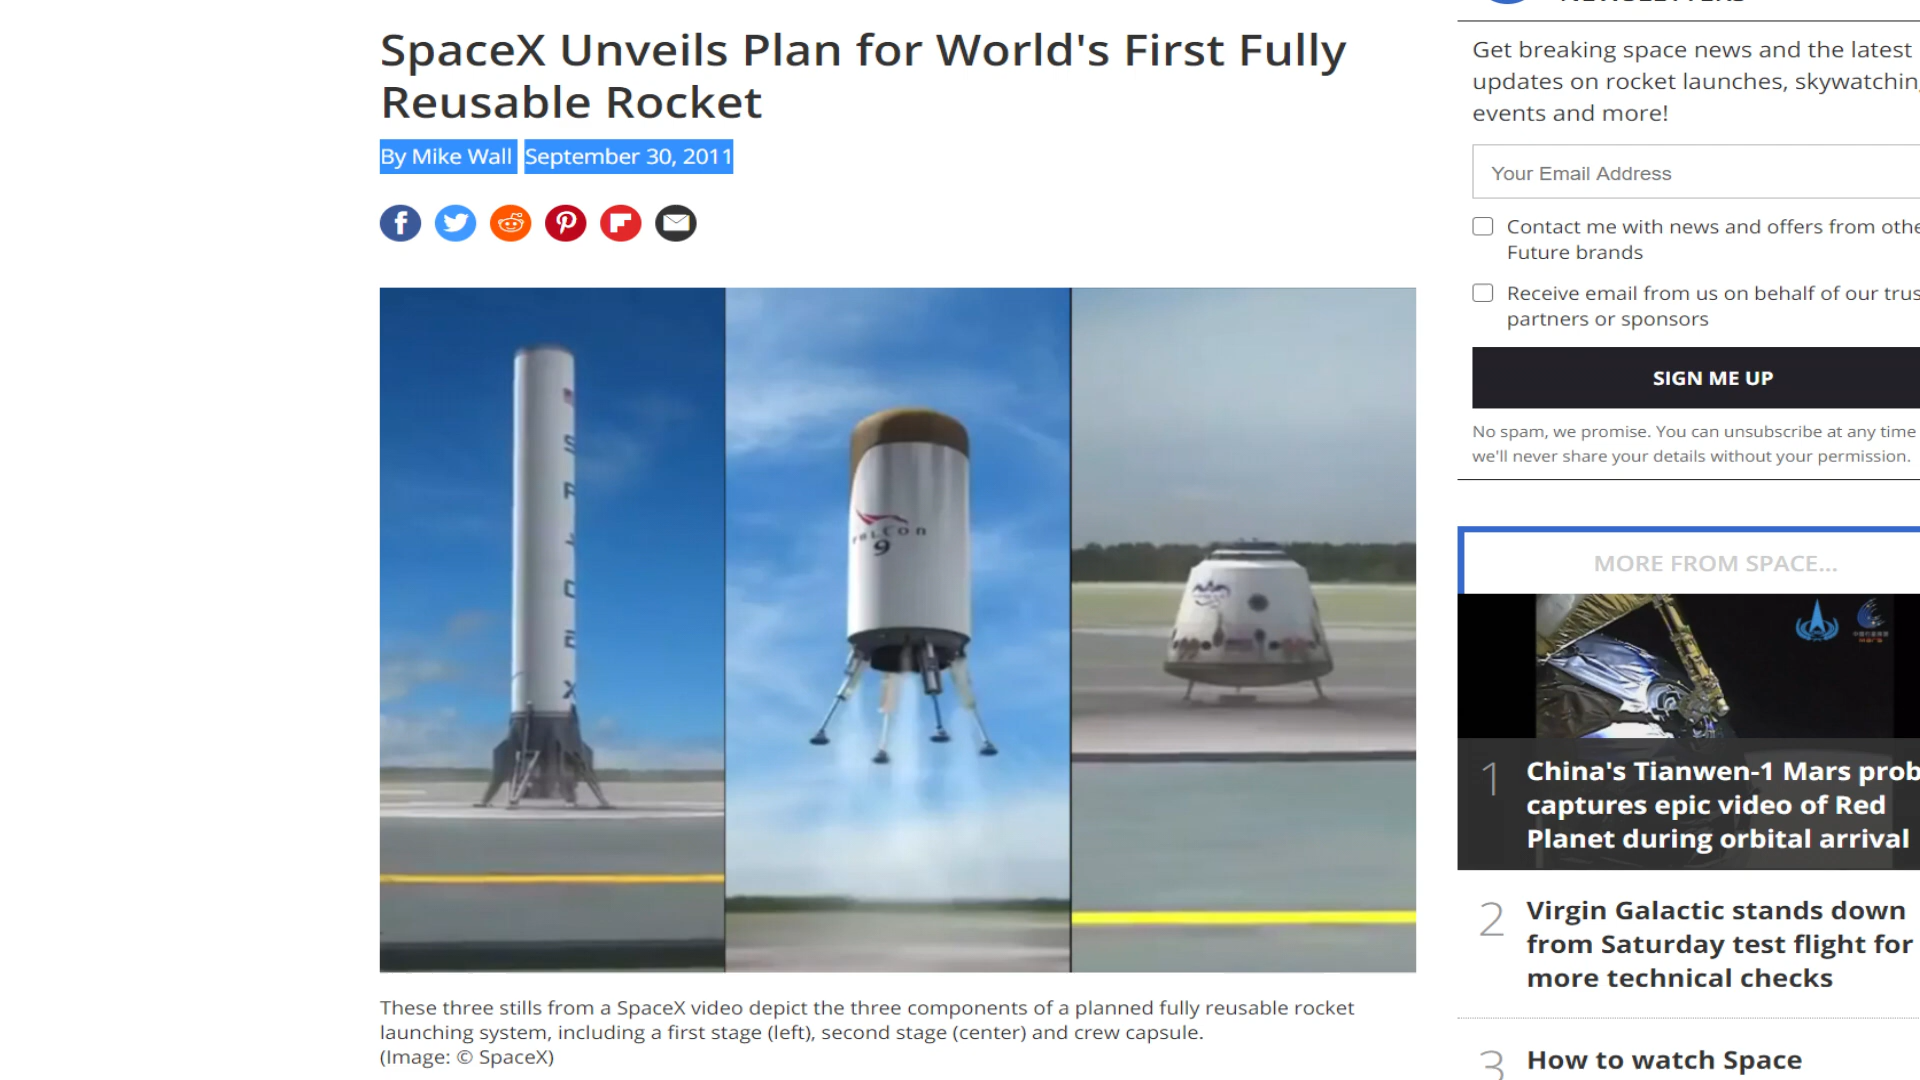 SpaceX Unveils Plan for World's First Fully
Reusable Rocket
By Mike Wall September 30, 2011
FALCON
9
These three stills from a SpaceX video depict the three components of a planned fully reusable rocket
launching system, including a first stage (left), second stage (center) and crew capsule.
(Image: © SpaceX)
Get breaking space news and the latest
updates on rocket launches, skywatching
events and more!
Your Email Address
Contact me with news and offers from othe
Future brands
Receive email from us on behalf of our trus
partners or sponsors
SIGN ME UP
No spam, we promise. You can unsubscribe at any time
we'll never share your details without your permission.
MORE FROM SPACE...
1
China's Tianwen-1 Mars prob
captures epic video of Red
Planet during orbital arrival
2
Virgin Galactic stands down
from Saturday test flight for
more technical checks
3
How to watch Space